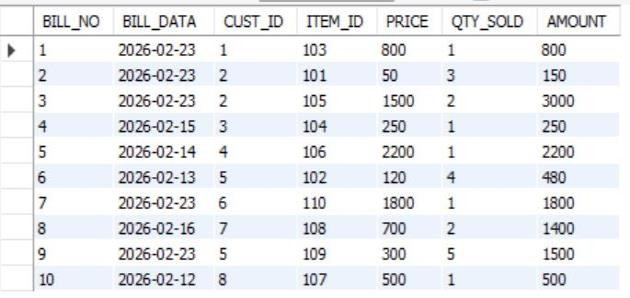 BILL_NO BILL_DATA CUST_ID ITEM_ID PRICE QTY_SOLD AMOUNT
1 2026-02-23 1 103 800 1 800
2 2026-02-23 2 101 50 3 150
3 2026-02-23 2 105 1500 2 3000
4 2026-02-15 3 104 250 1 250
5 2026-02-14 4 106 2200 1 2200
6 2026-02-13 5 102 120 4 480
7 2026-02-23 6 110 1800 1 1800
8 2026-02-16 7 108 700 2 1400
9 2026-02-23 5 109 300 5 1500
10 2026-02-12 8 107 500 1 500